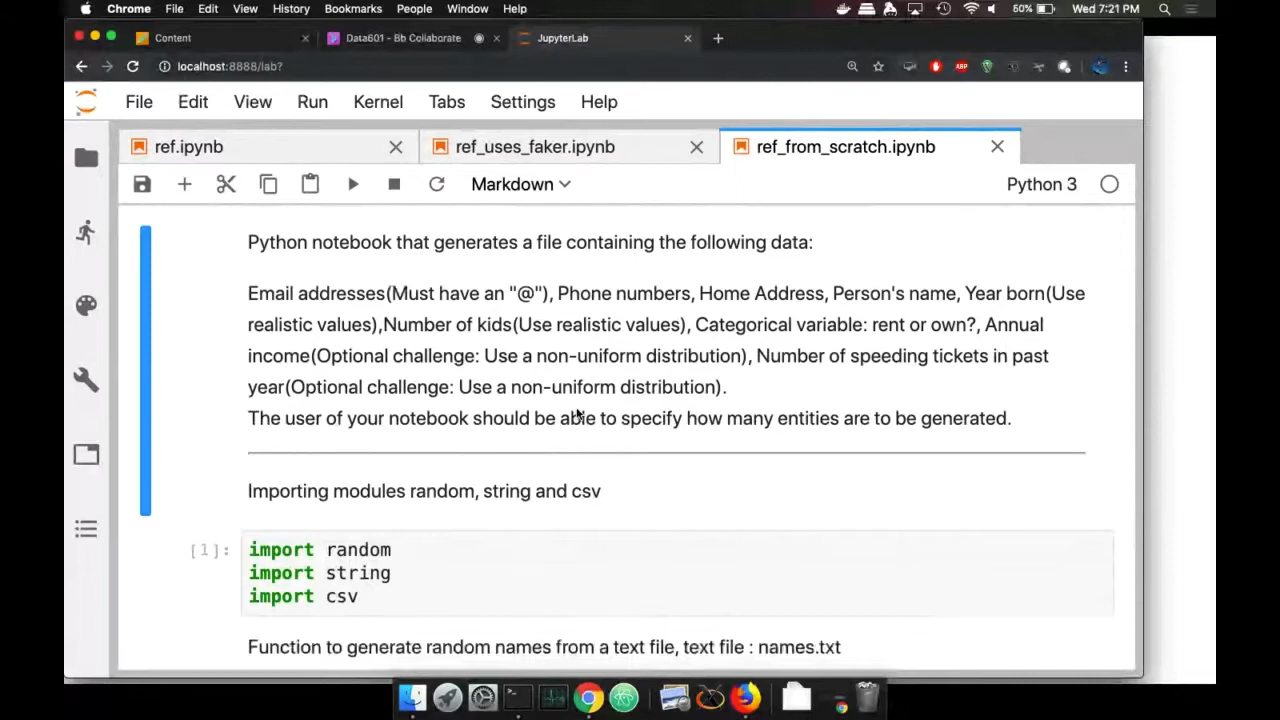 Chrome File Edit View History Bookmarks People Window Help 60% Wed 7:21 PM
Content Data601 - Bb Collaborate JupyterLab
localhost:8888/lab? ABP
File Edit View Run Kernel Tabs Settings Help
ref.ipynb ref_uses_faker.ipynb ref_from_scratch.ipynb
Markdown Python 3
Python notebook that generates a file containing the following data:
Email addresses(Must have an "@"), Phone numbers, Home Address, Person's name, Year born(Use
realistic values),Number of kids(Use realistic values), Categorical variable: rent or own?, Annual
income(Optional challenge: Use a non-uniform distribution), Number of speeding tickets in past
year(Optional challenge: Use a non-uniform distribution).
The user of your notebook should be able to specify how many entities are to be generated.
Importing modules random, string and csv
[1]: import random
import string
import csv
Function to generate random names from a text file, text file : names.txt